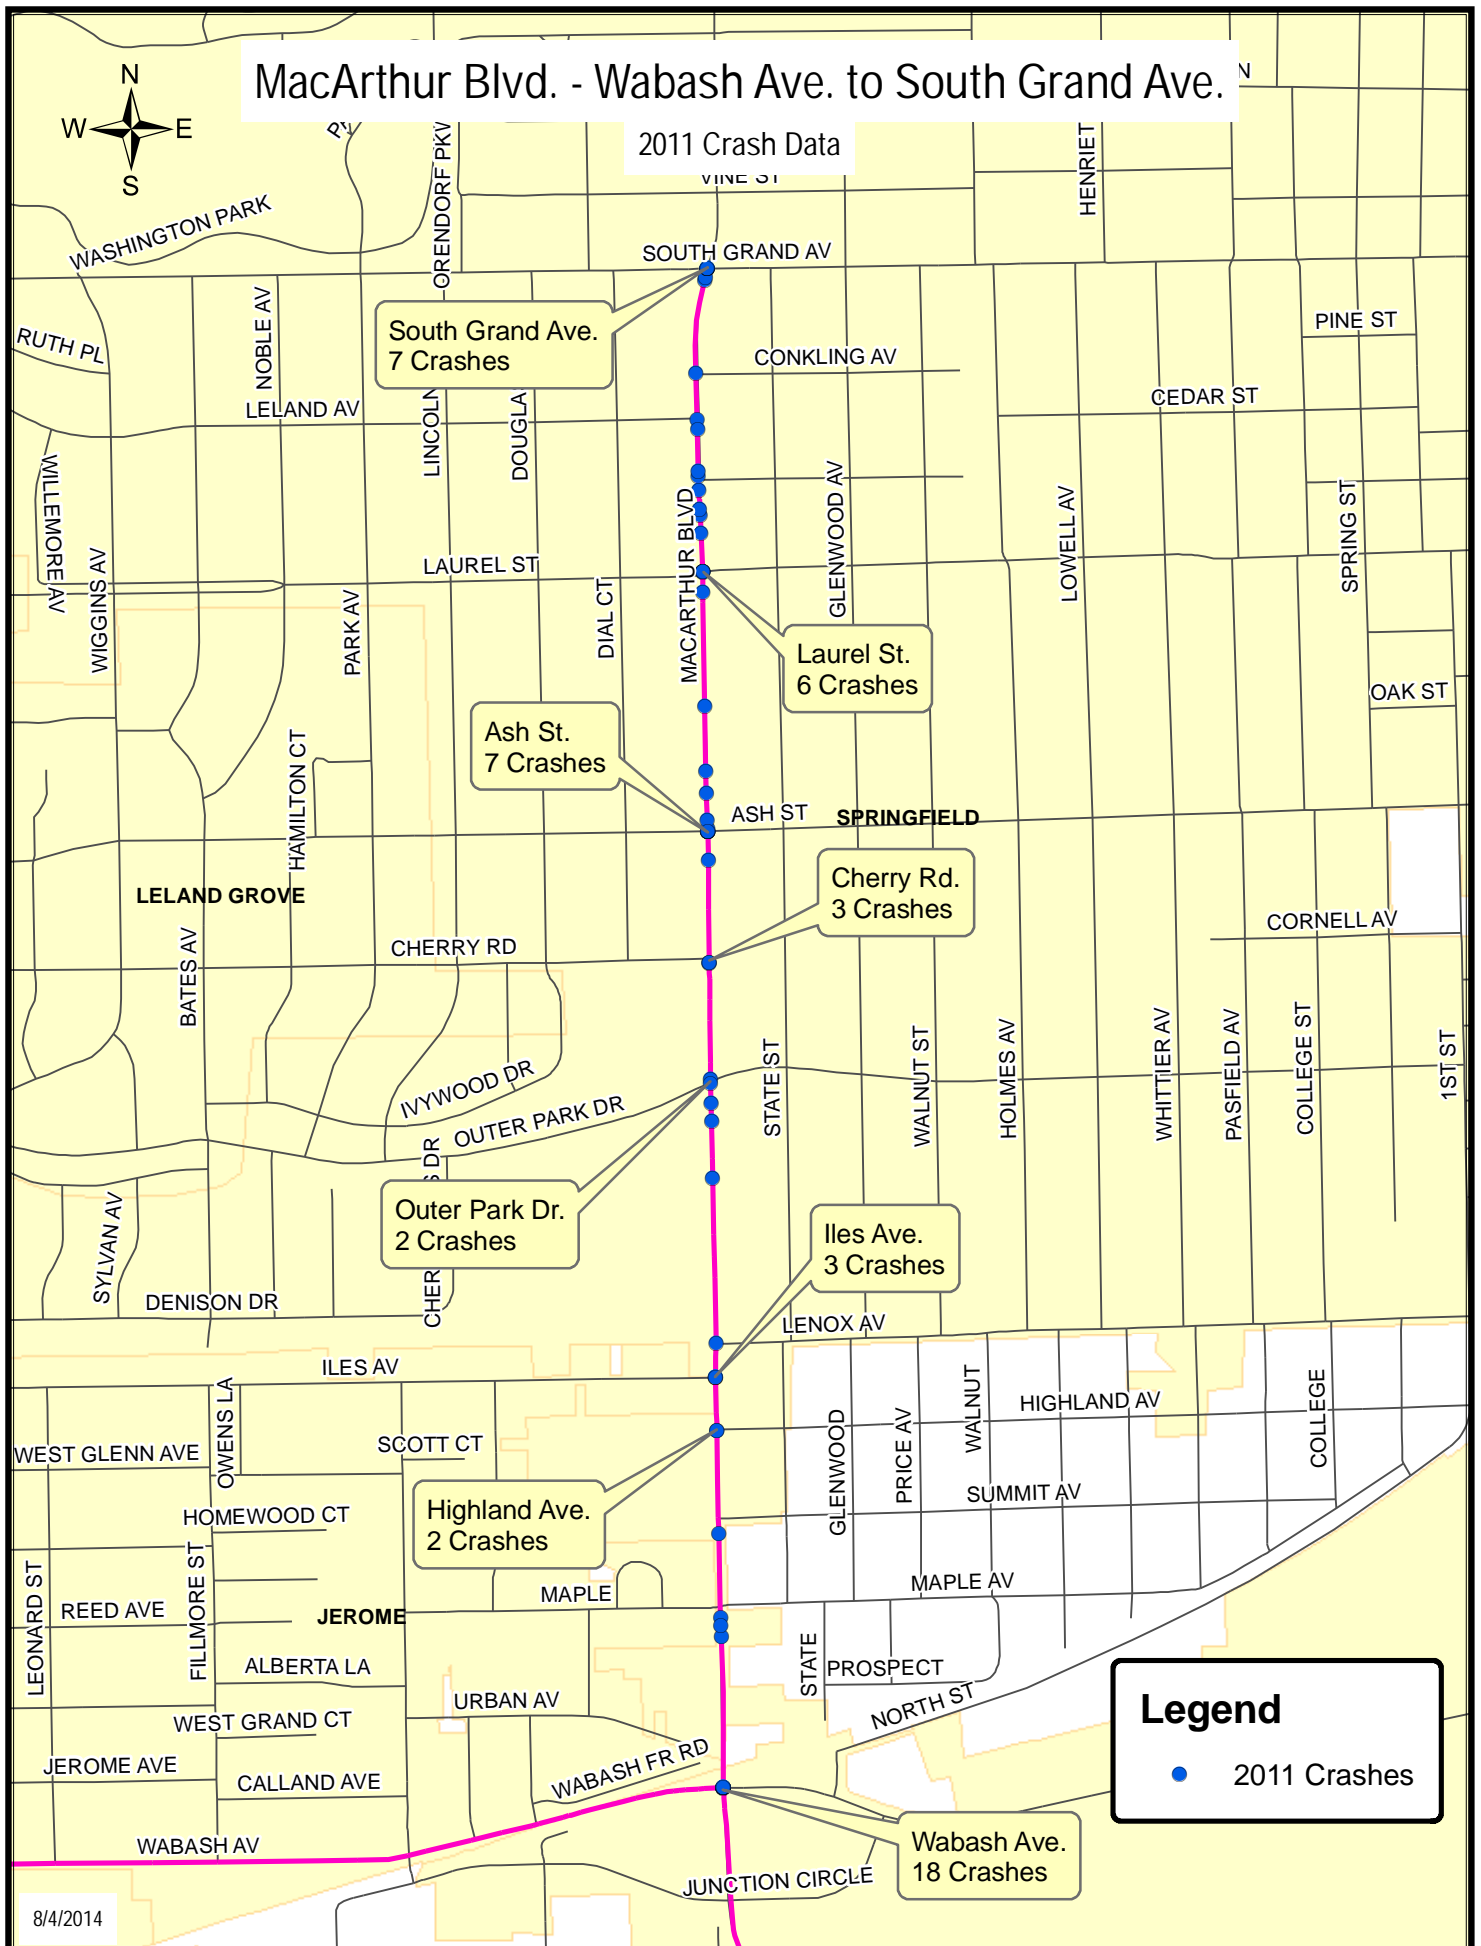 MacArthur Blvd. - Wabash Ave. to South Grand Ave.
2011 Crash Data
N
W
E
S
N
ORENDORF PKW
HENRIET
VINE ST
WASHINGTON PARK
SOUTH GRAND AV
South Grand Ave.
7 Crashes
NOBLE AV
RUTH PL
PINE ST
CONKLING AV
CEDAR ST
LELAND AV
LINCOLN
DOUGLA
WILLEMORE AV
WIGGINS AV
MACARTHUR BLVD
GLENWOOD AV
LOWELL AV
SPRING ST
LAUREL ST
PARK AV
DIAL CT
Laurel St.
6 Crashes
OAK ST
Ash St.
7 Crashes
HAMILTON CT
ASH ST
SPRINGFIELD
Cherry Rd.
3 Crashes
LELAND GROVE
CORNELL AV
CHERRY RD
BATES AV
STATE ST
WALNUT ST
HOLMES AV
WHITTIER AV
PASFIELD AV
COLLEGE ST
1ST ST
IVYWOOD DR
OUTER PARK DR
CHER
S DR
Outer Park Dr.
2 Crashes
Iles Ave.
3 Crashes
SYLVAN AV
DENISON DR
LENOX AV
ILES AV
OWENS LA
WALNUT
HIGHLAND AV
COLLEGE
GLENWOOD
PRICE AV
WEST GLENN AVE
SCOTT CT
SUMMIT AV
Highland Ave.
2 Crashes
HOMEWOOD CT
LEONARD ST
FILLMORE ST
MAPLE
MAPLE AV
REED AVE
JEROME
STATE
ALBERTA LA
PROSPECT
URBAN AV
NORTH ST
WEST GRAND CT
JEROME AVE
CALLAND AVE
WABASH FR RD
Legend
2011 Crashes
WABASH AV
Wabash Ave.
18 Crashes
JUNCTION CIRCLE
8/4/2014